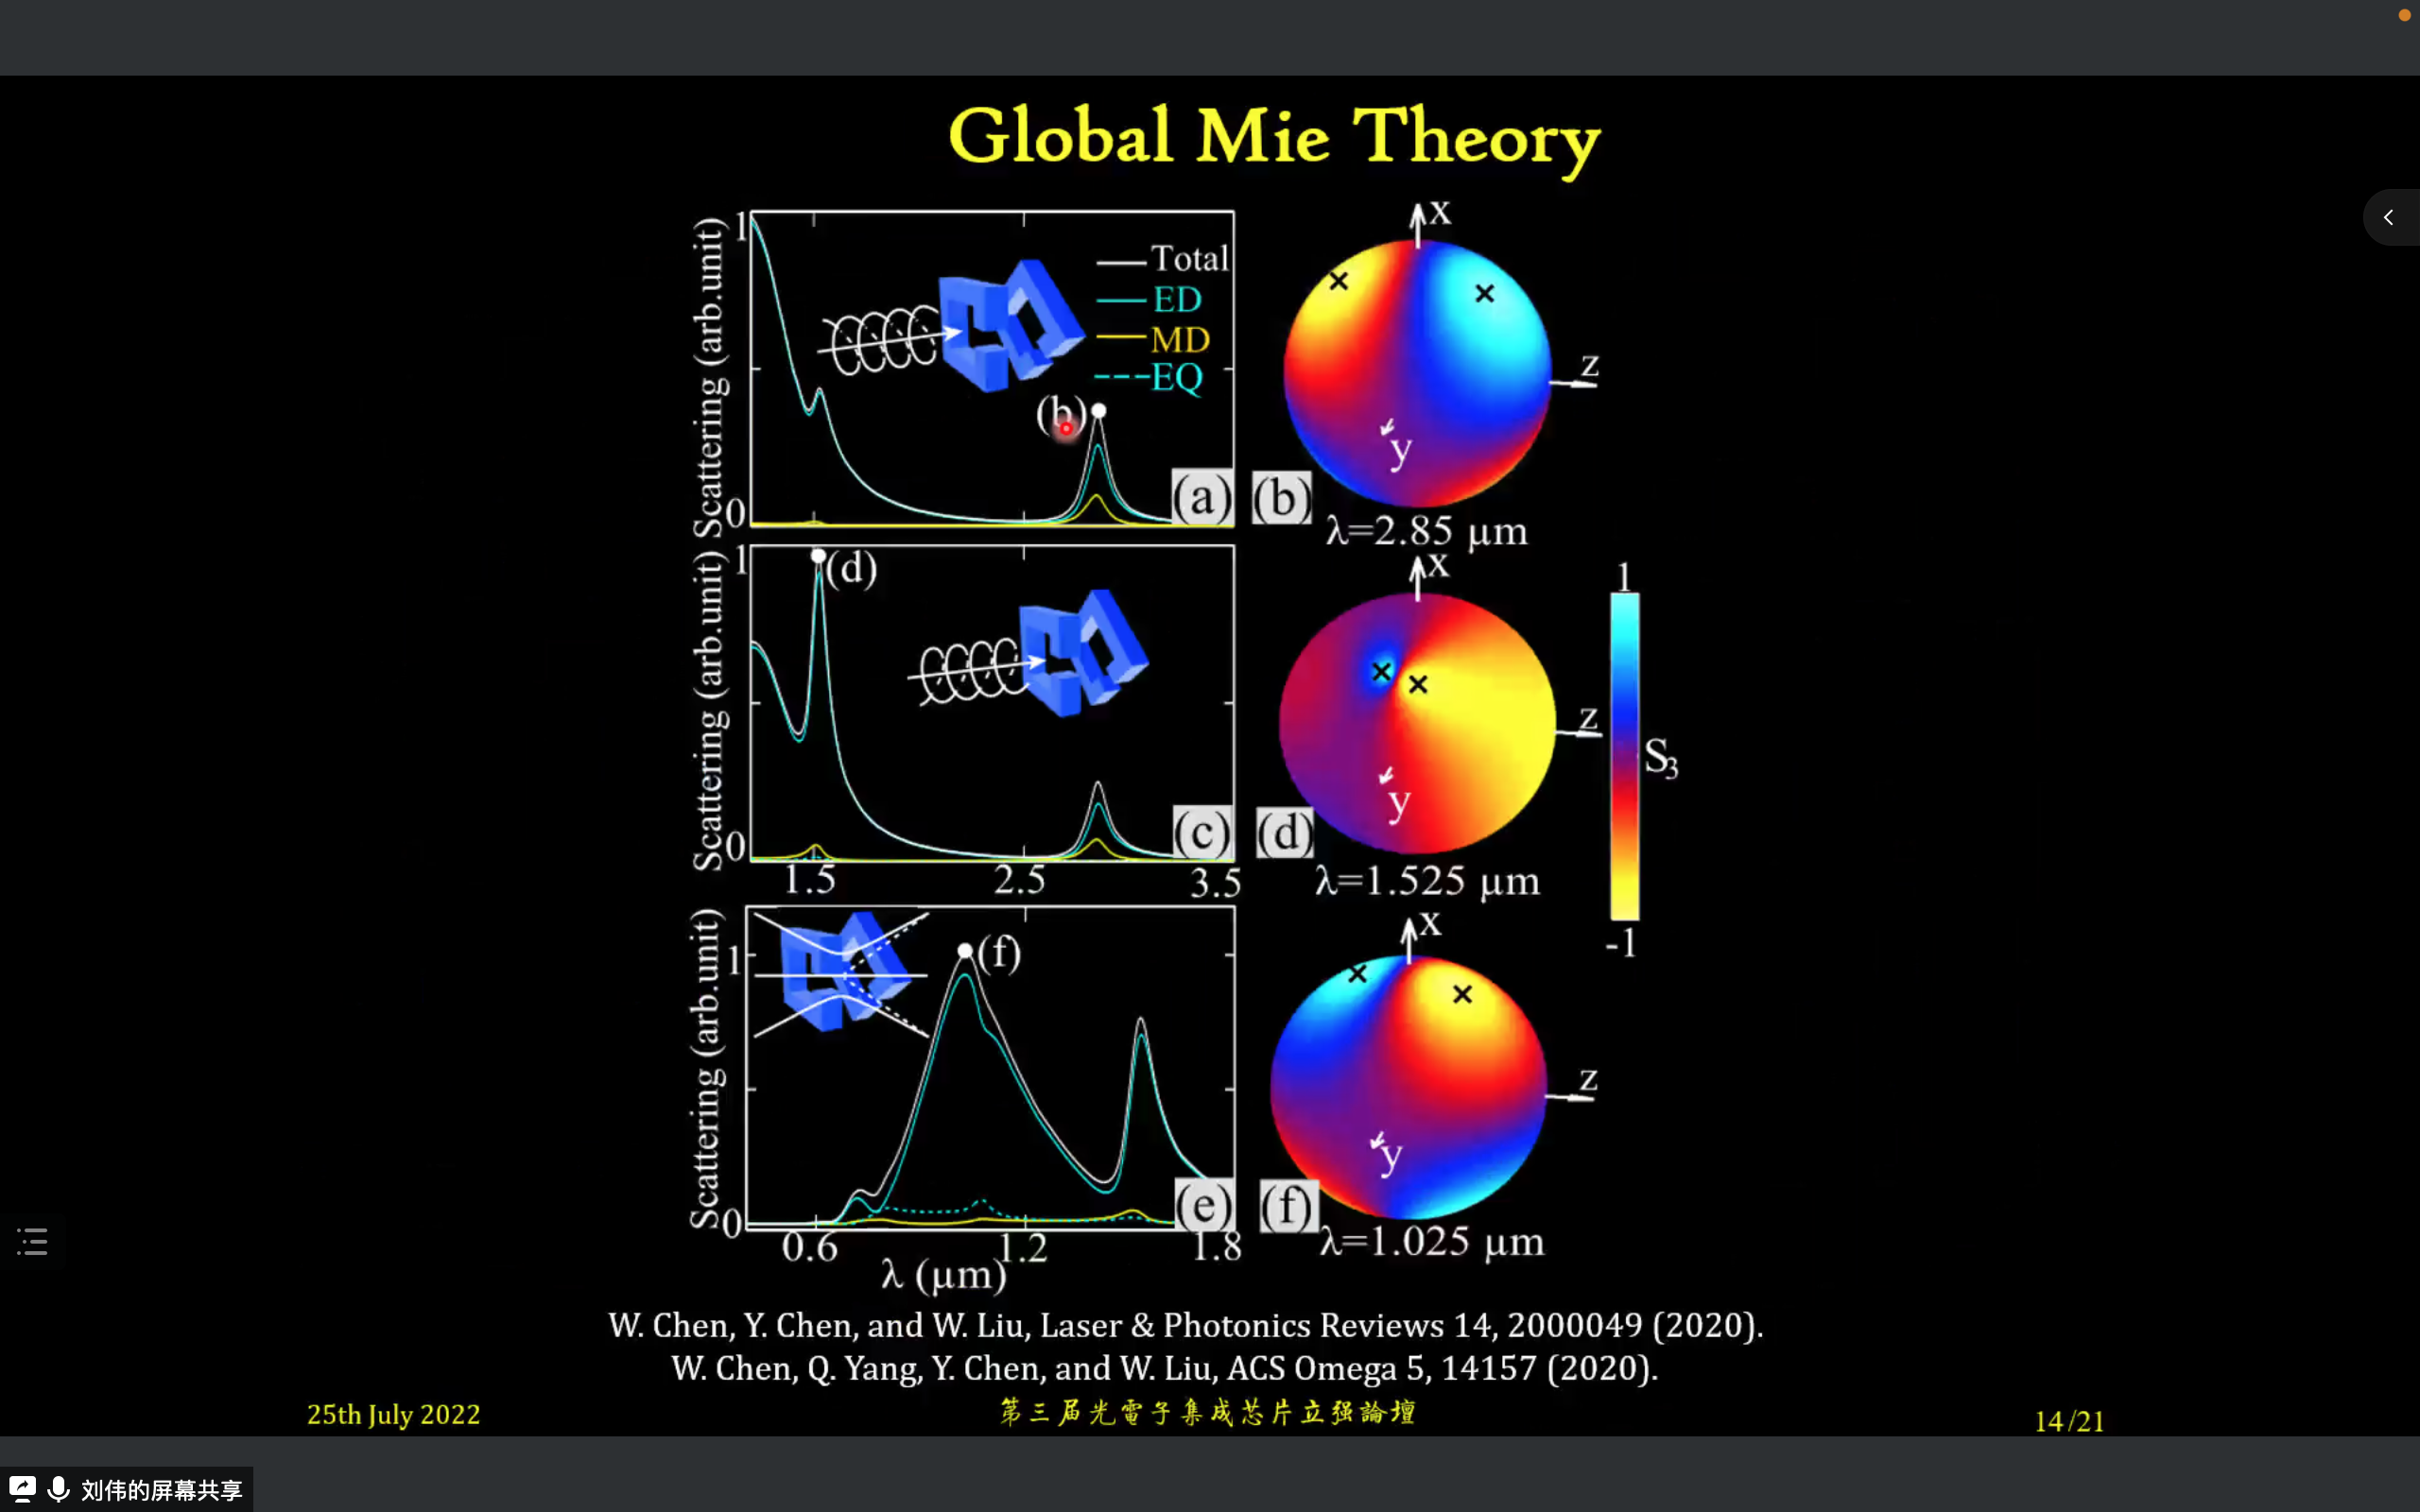 Global Mie Theory
Scattering (arb.unit)
1
0
Total
ED
MD
EQ
(b)
(a)
(b)
x
z
y
λ=2.85 μm
Scattering (arb.unit)
1
0
(d)
(c)
(d)
1.5
2.5
3.5
x
z
y
λ=1.525 μm
1
S3
-1
Scattering (arb.unit)
1
0
(f)
(e)
(f)
0.6
1.2
1.8
λ (μm)
x
z
y
λ=1.025 μm
W. Chen, Y. Chen, and W. Liu, Laser & Photonics Reviews 14, 2000049 (2020).
W. Chen, Q. Yang, Y. Chen, and W. Liu, ACS Omega 5, 14157 (2020).
25th July 2022
第三届光電子集成芯片立强論壇
14/21
刘伟的屏幕共享